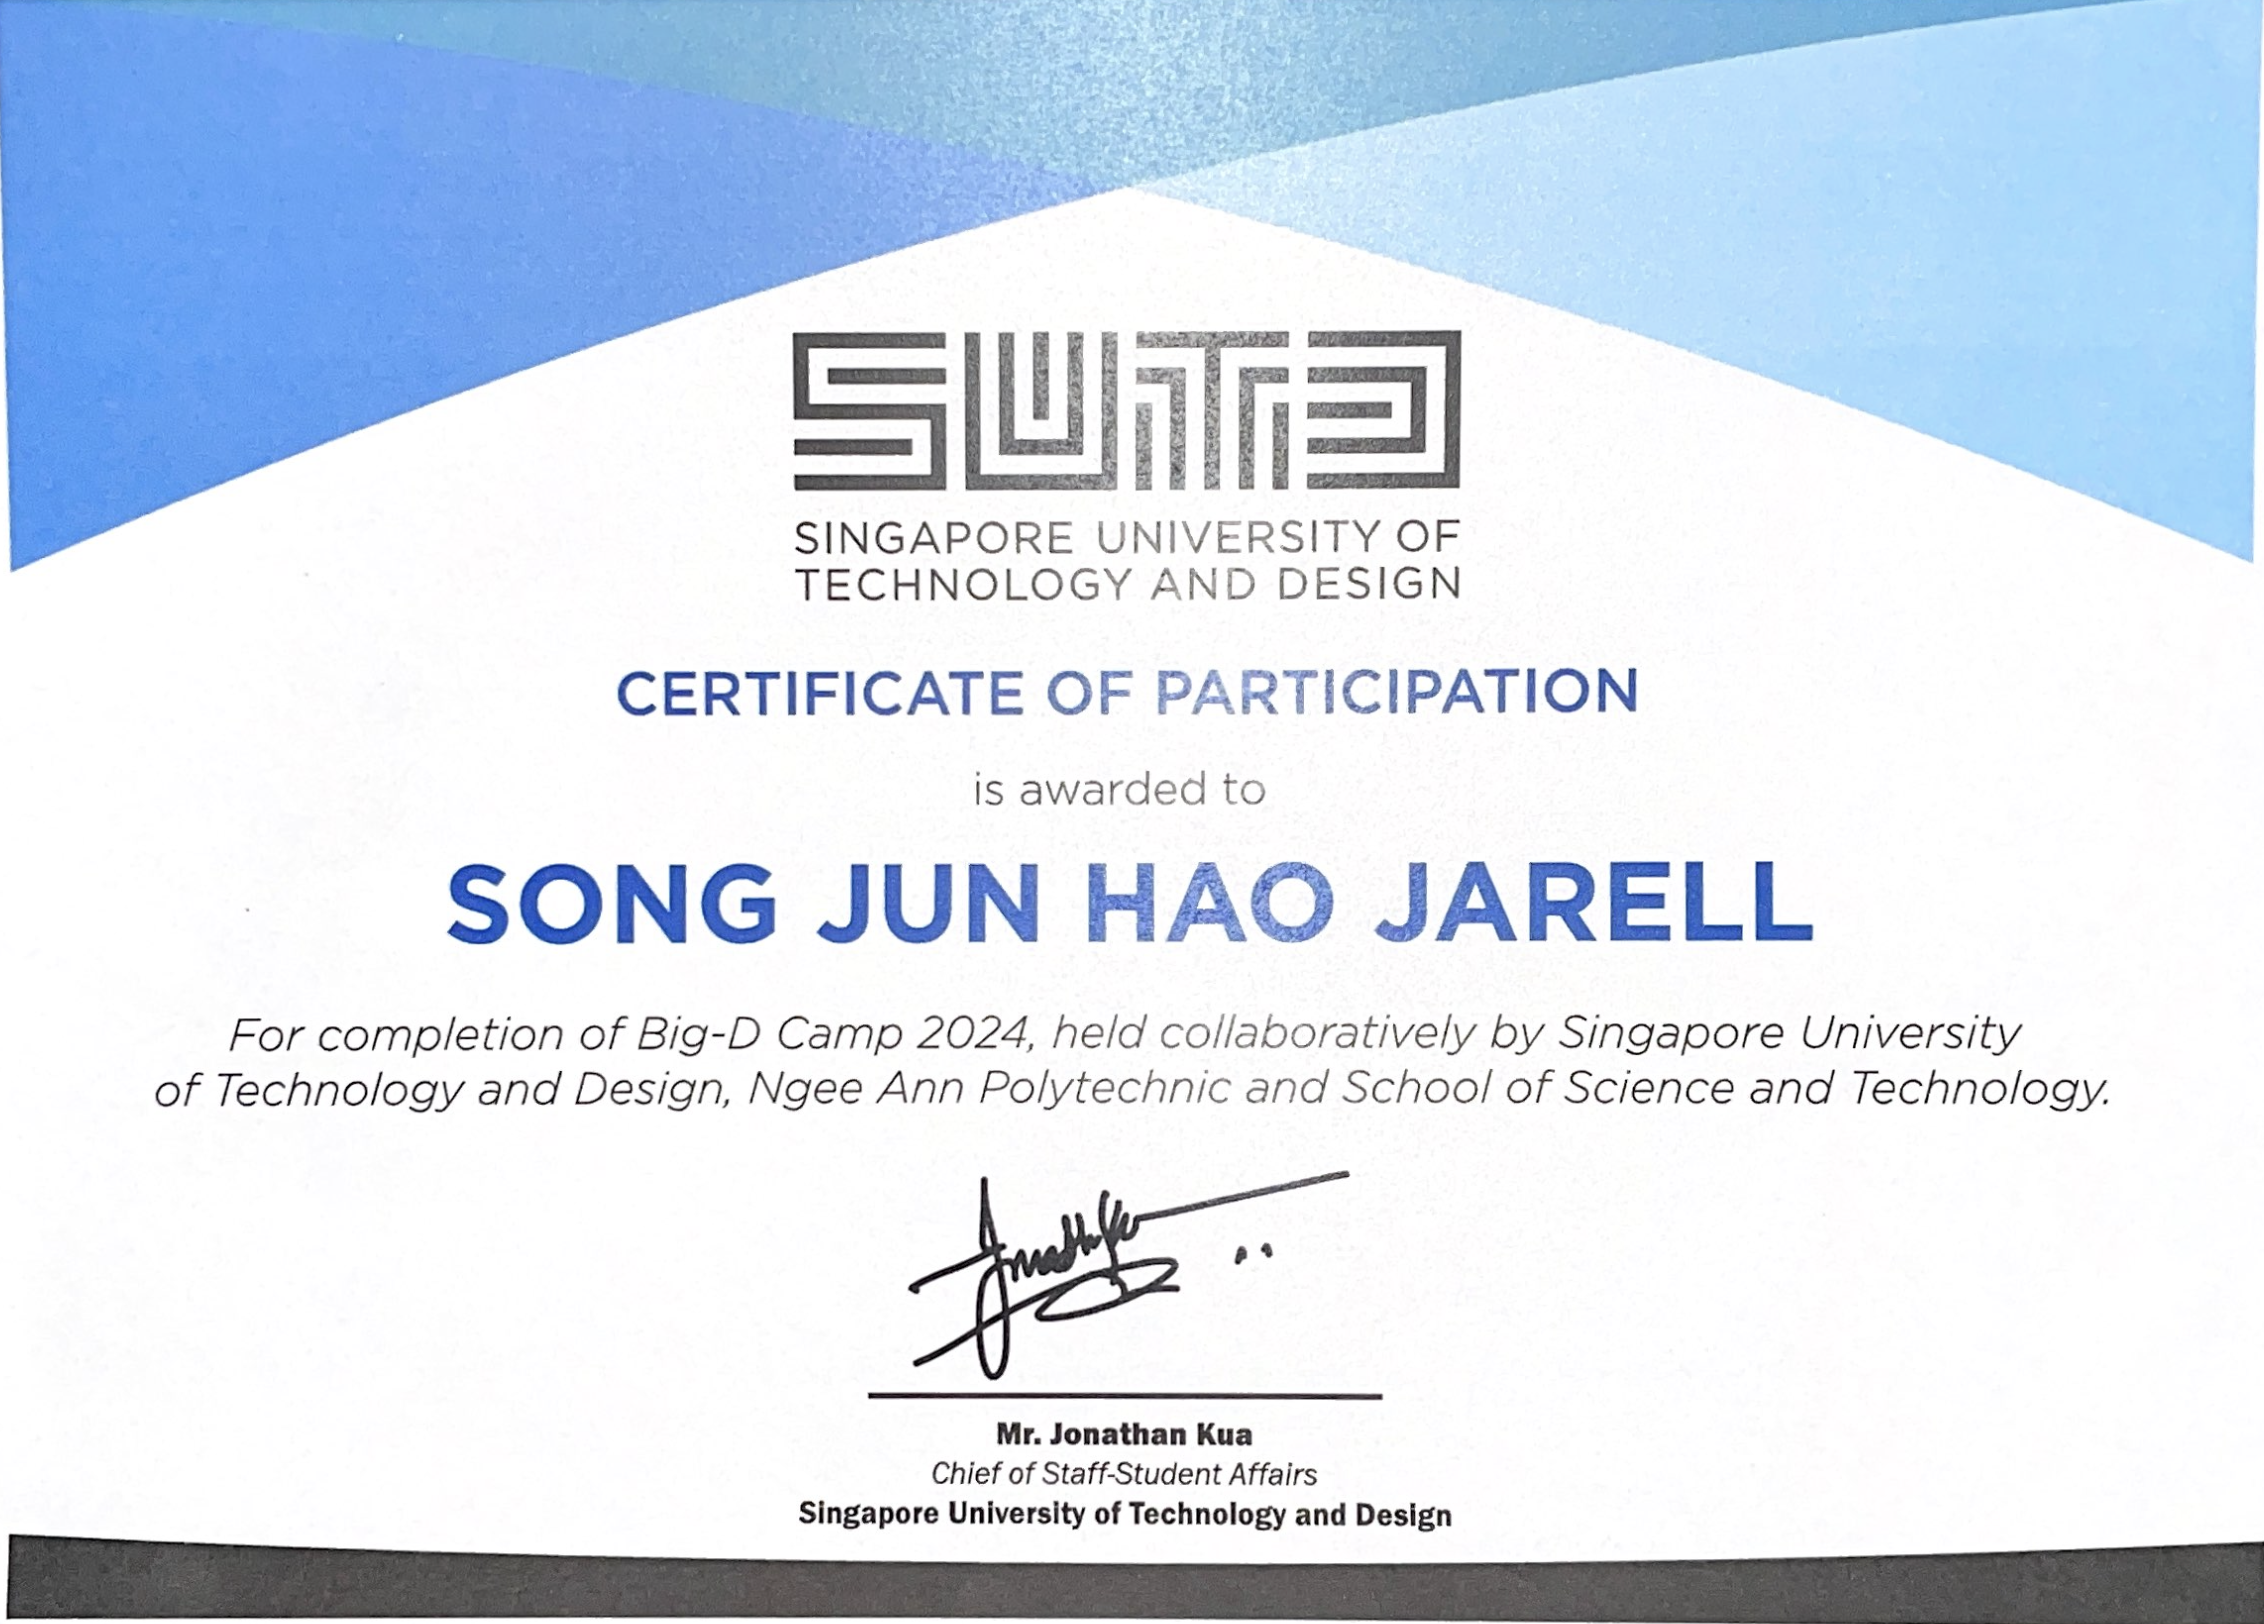 SUTD
SINGAPORE UNIVERSITY OF
TECHNOLOGY AND DESIGN
CERTIFICATE OF PARTICIPATION
is awarded to
SONG JUN HAO JARELL
For completion of Big-D Camp 2024, held collaboratively by Singapore University
of Technology and Design, Ngee Ann Polytechnic and School of Science and Technology.
Mr. Jonathan Kua
Chief of Staff-Student Affairs
Singapore University of Technology and Design